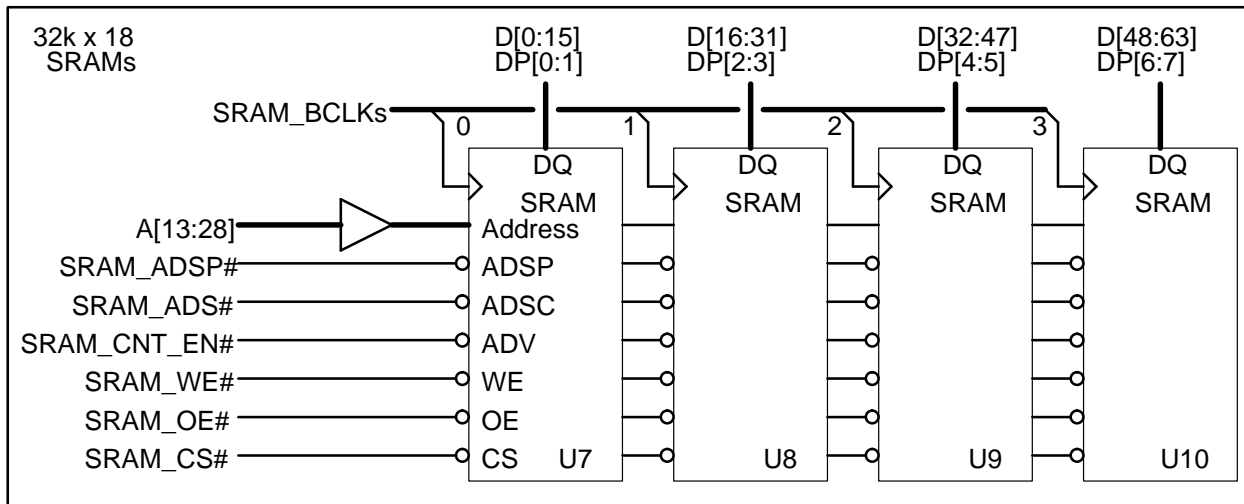 32k x 18
SRAMs
D[0:15]
DP[0:1]
D[16:31]
DP[2:3]
D[32:47]
DP[4:5]
D[48:63]
DP[6:7]
SRAM_BCLKs
0
1
2
3
DQ
SRAM
DQ
SRAM
DQ
SRAM
DQ
SRAM
A[13:28]
Address
SRAM_ADSP#
ADSP
SRAM_ADS#
ADSC
SRAM_CNT_EN#
ADV
SRAM_WE#
WE
SRAM_OE#
OE
SRAM_CS#
CS
U7
U8
U9
U10